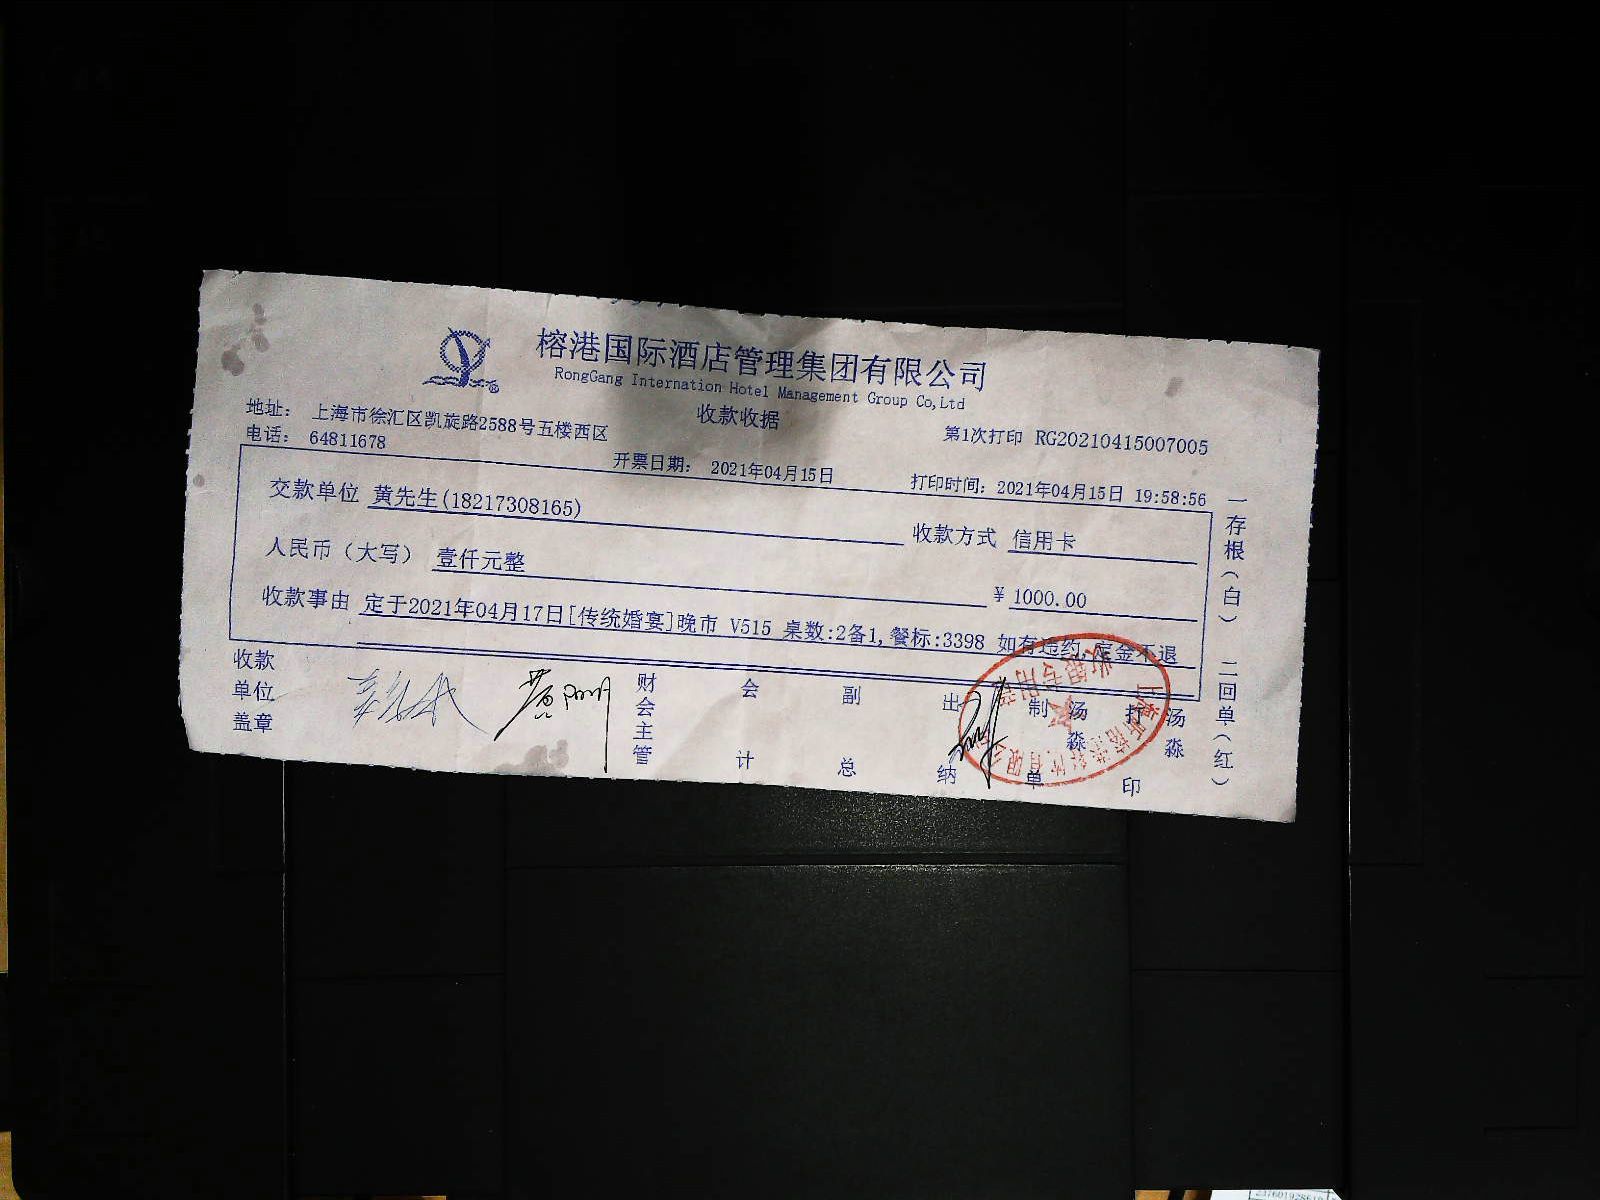 榕港国际酒店管理集团有限公司
RongGang Internation Hotel Management Group Co,Ltd
收款收据
地址： 上海市徐汇区凯旋路2588号五楼西区
第1次打印 RG20210415007005
电话： 64811678
开票日期： 2021年04月15日
打印时间：2021年04月15日 19:58:56
交款单位 黄先生(18217308165)
收款方式 信用卡
人民币（大写） 壹仟元整
￥ 1000.00
收款事由 定于2021年04月17日[传统婚宴]晚市 V515 桌数:2备1,餐标:3398 如有违约,定金不退
收款单位盖章
财会主管
会计
副总
出纳
制单 汤淼
打印 汤淼
一存根（白） 二回单（红）
收银专用章